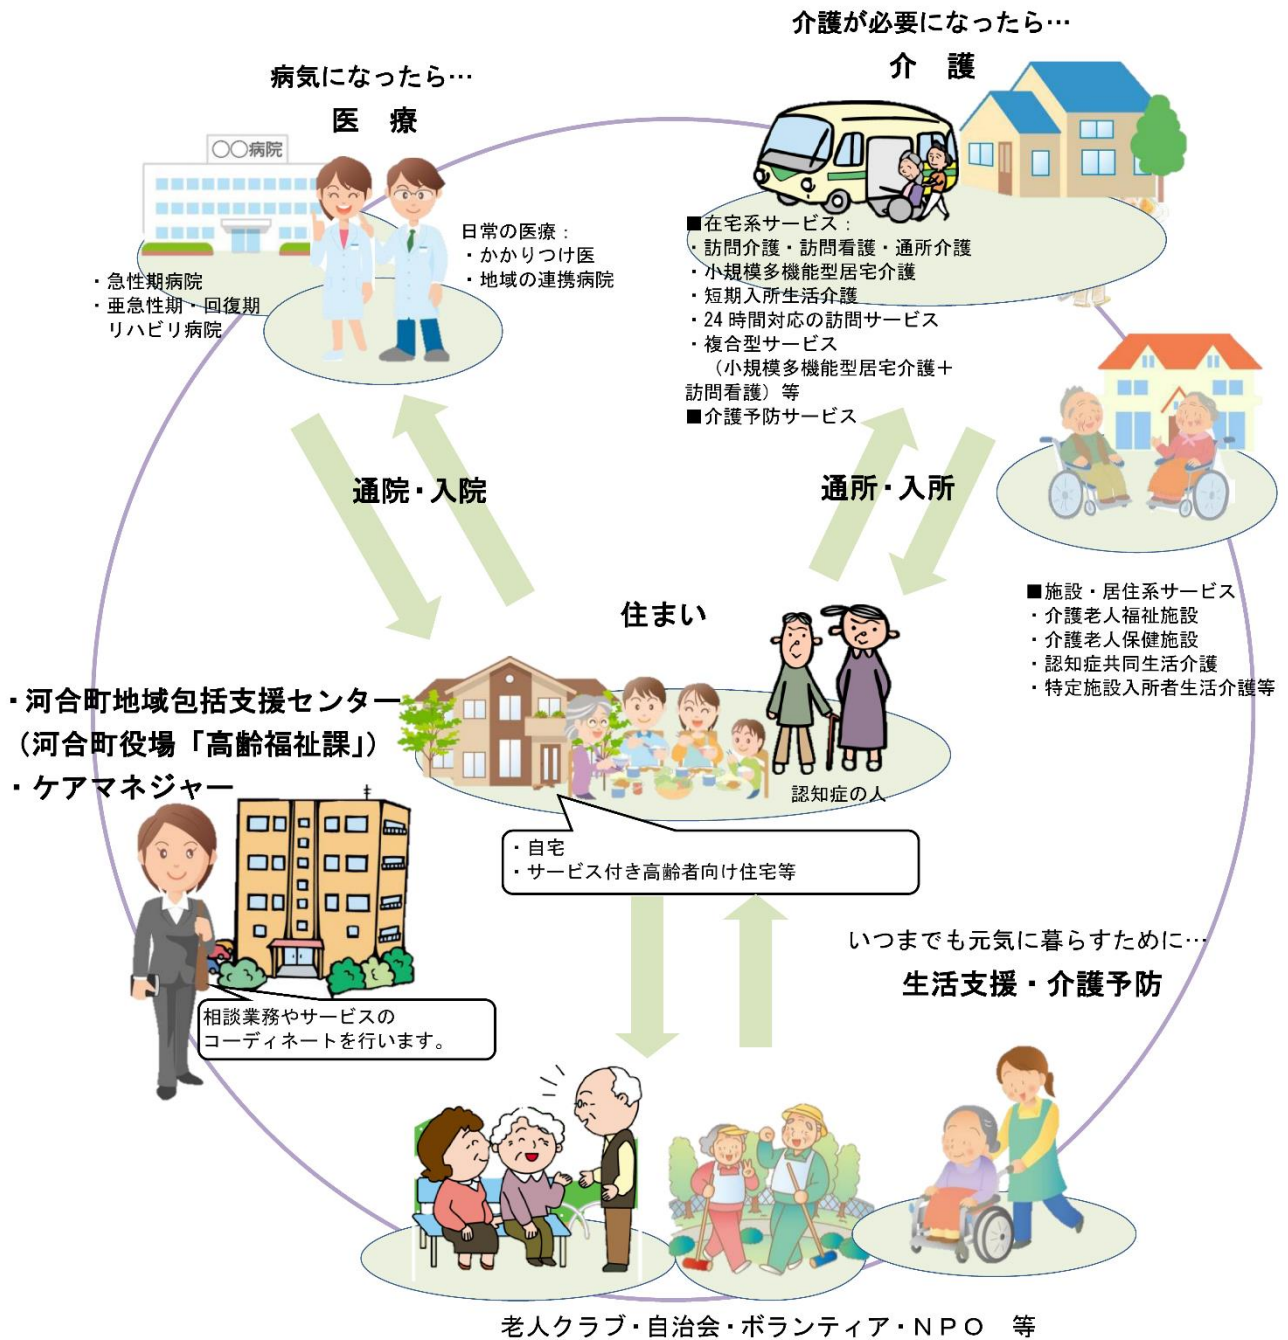 介護が必要になったら…
介　護
病気になったら…
医　療
〇〇病院
日常の医療：
・かかりつけ医
・地域の連携病院
・急性期病院
・亜急性期・回復期
リハビリ病院
■在宅系サービス：
・訪問介護・訪問看護・通所介護
・小規模多機能型居宅介護
・短期入所生活介護
・24時間対応の訪問サービス
・複合型サービス
（小規模多機能型居宅介護＋
訪問看護）等
■介護予防サービス
通院・入院
通所・入所
■施設・居住系サービス
・介護老人福祉施設
・介護老人保健施設
・認知症共同生活介護
・特定施設入所者生活介護等
住まい
・河合町地域包括支援センター
（河合町役場「高齢福祉課」）
・ケアマネジャー
認知症の人
・自宅
・サービス付き高齢者向け住宅等
いつまでも元気に暮らすために…
生活支援・介護予防
相談業務やサービスの
コーディネートを行います。
老人クラブ・自治会・ボランティア・ＮＰＯ　等